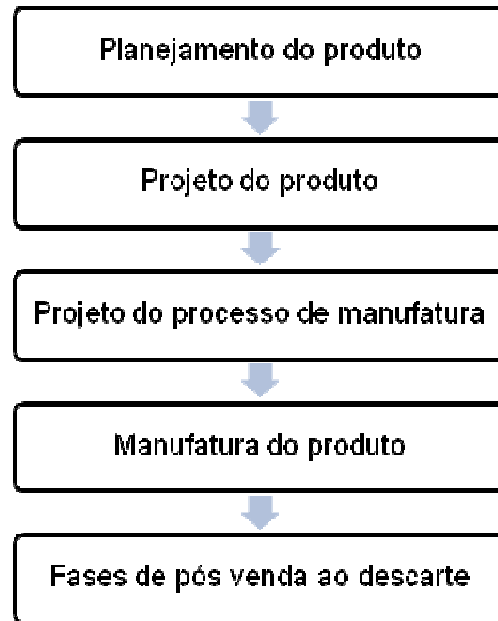 Planejamento do produto
Projeto do produto
Projeto do processo de manufatura
Manufatura do produto
Fases de pós venda ao descarte